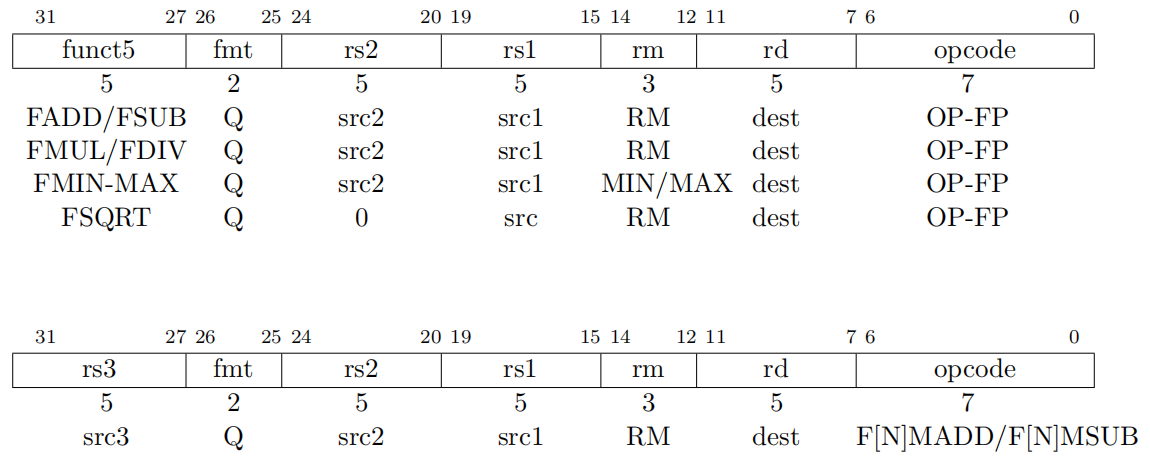 31 27 26 25 24 20 19 15 14 12 11 7 6 0
funct5 fmt rs2 rs1 rm rd opcode
5 2 5 5 3 5 7
FADD/FSUB Q src2 src1 RM dest OP-FP
FMUL/FDIV Q src2 src1 RM dest OP-FP
FMIN-MAX Q src2 src1 MIN/MAX dest OP-FP
FSQRT Q 0 src RM dest OP-FP
31 27 26 25 24 20 19 15 14 12 11 7 6 0
rs3 fmt rs2 rs1 rm rd opcode
5 2 5 5 3 5 7
src3 Q src2 src1 RM dest F[N]MADD/F[N]MSUB